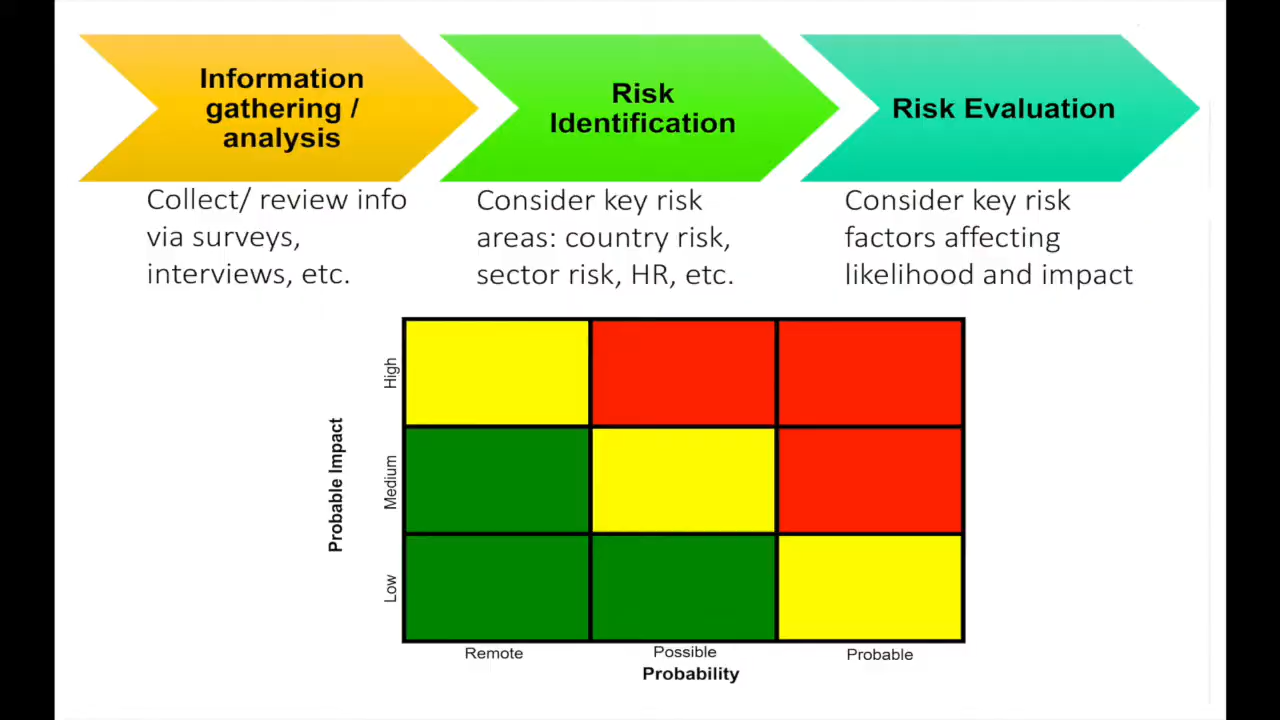 Information
gathering /
analysis
Risk
Identification
Risk Evaluation
Collect/ review info
via surveys,
interviews, etc.
Consider key risk
areas: country risk,
sector risk, HR, etc.
Consider key risk
factors affecting
likelihood and impact
Probable Impact
High
Medium
Low
Remote
Possible
Probable
Probability